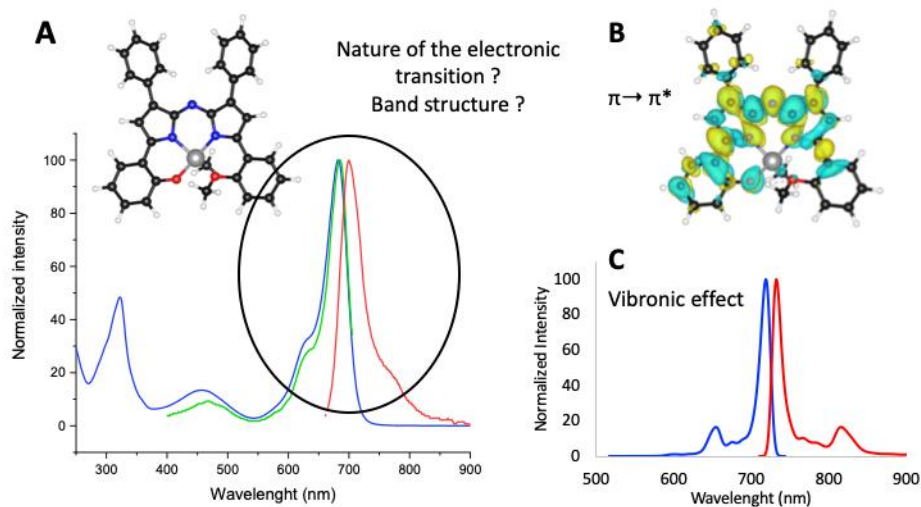 A
Nature of the electronic
transition ?
Band structure ?
Normalized intensity
100
80
60
40
20
0
300 400 500 600 700 800 900
Wavelenght (nm)
B
π→ π*
C
Vibronic effect
Normalized Intensity
100
80
60
40
20
0
500 600 700 800 900
Wavelenght (nm)